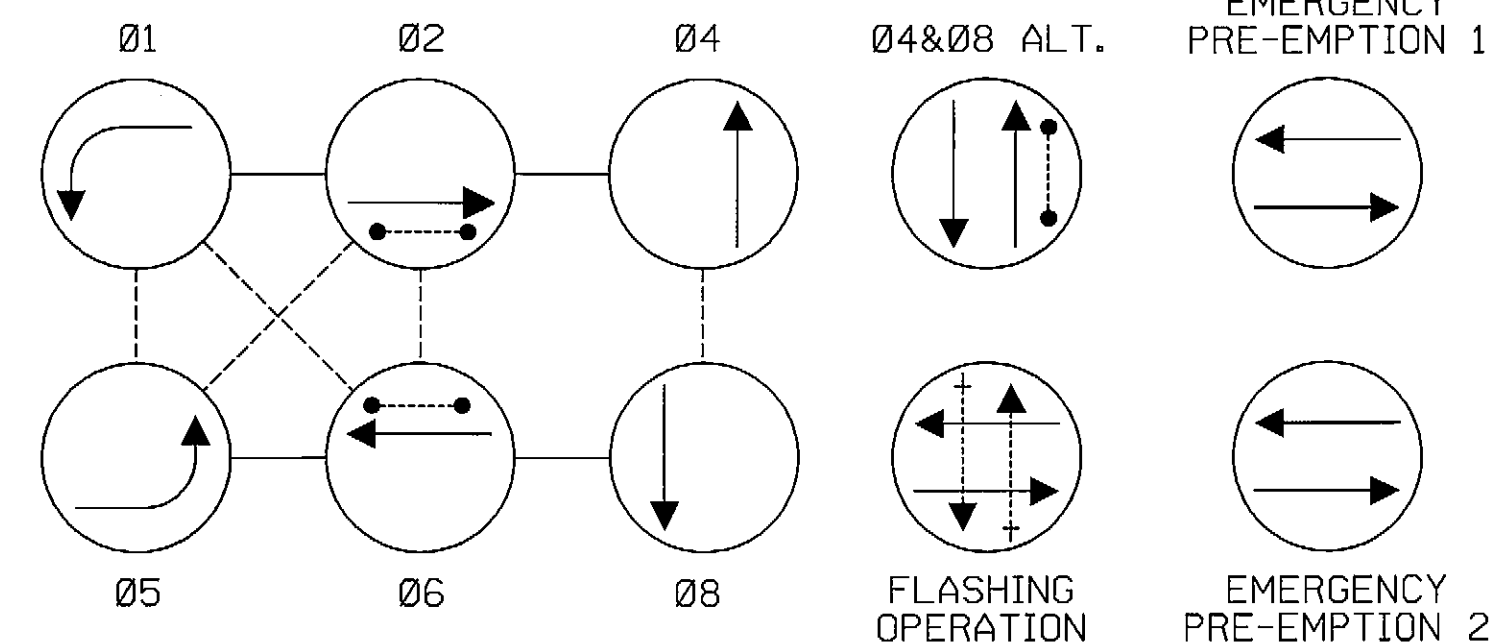 Ø1
Ø2
Ø4
Ø4&Ø8 ALT.
EMERGENCY
PRE-EMPTION 1
Ø5
Ø6
Ø8
FLASHING
OPERATION
EMERGENCY
PRE-EMPTION 2